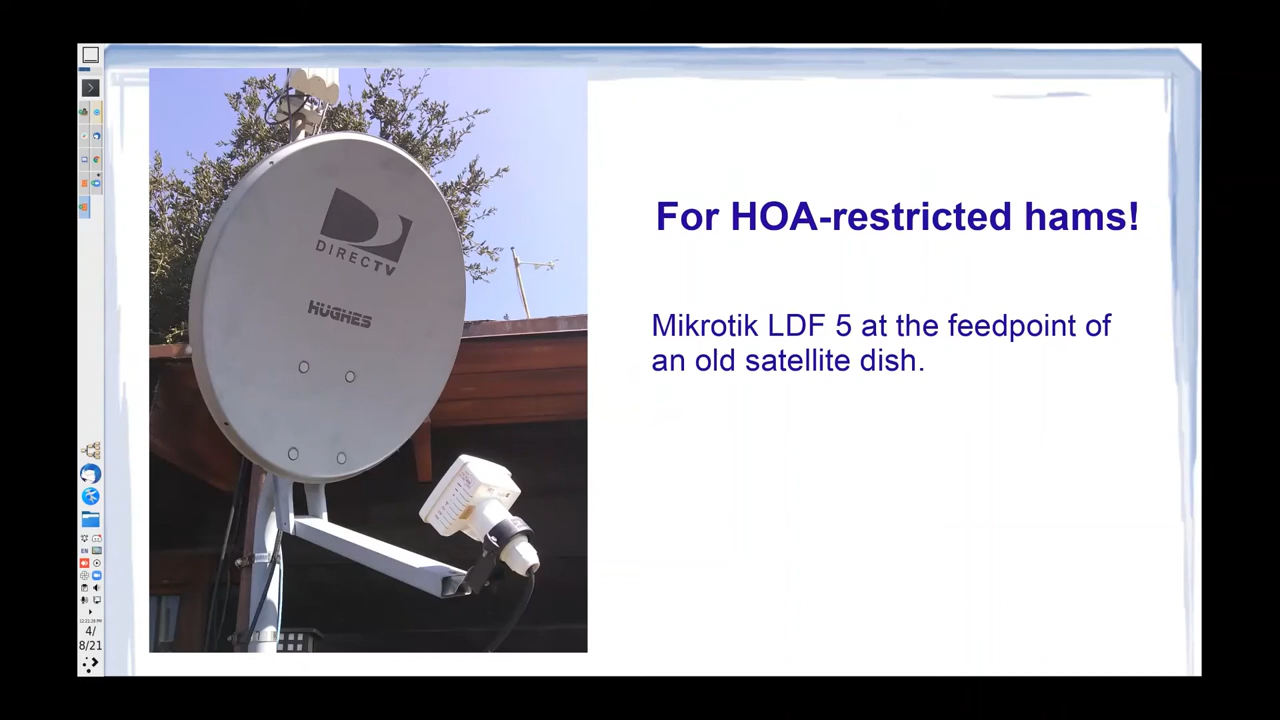 For HOA-restricted hams!
Mikrotik LDF 5 at the feedpoint of
an old satellite dish.
DIRECTV
HUGHES
EN
4/
8/21